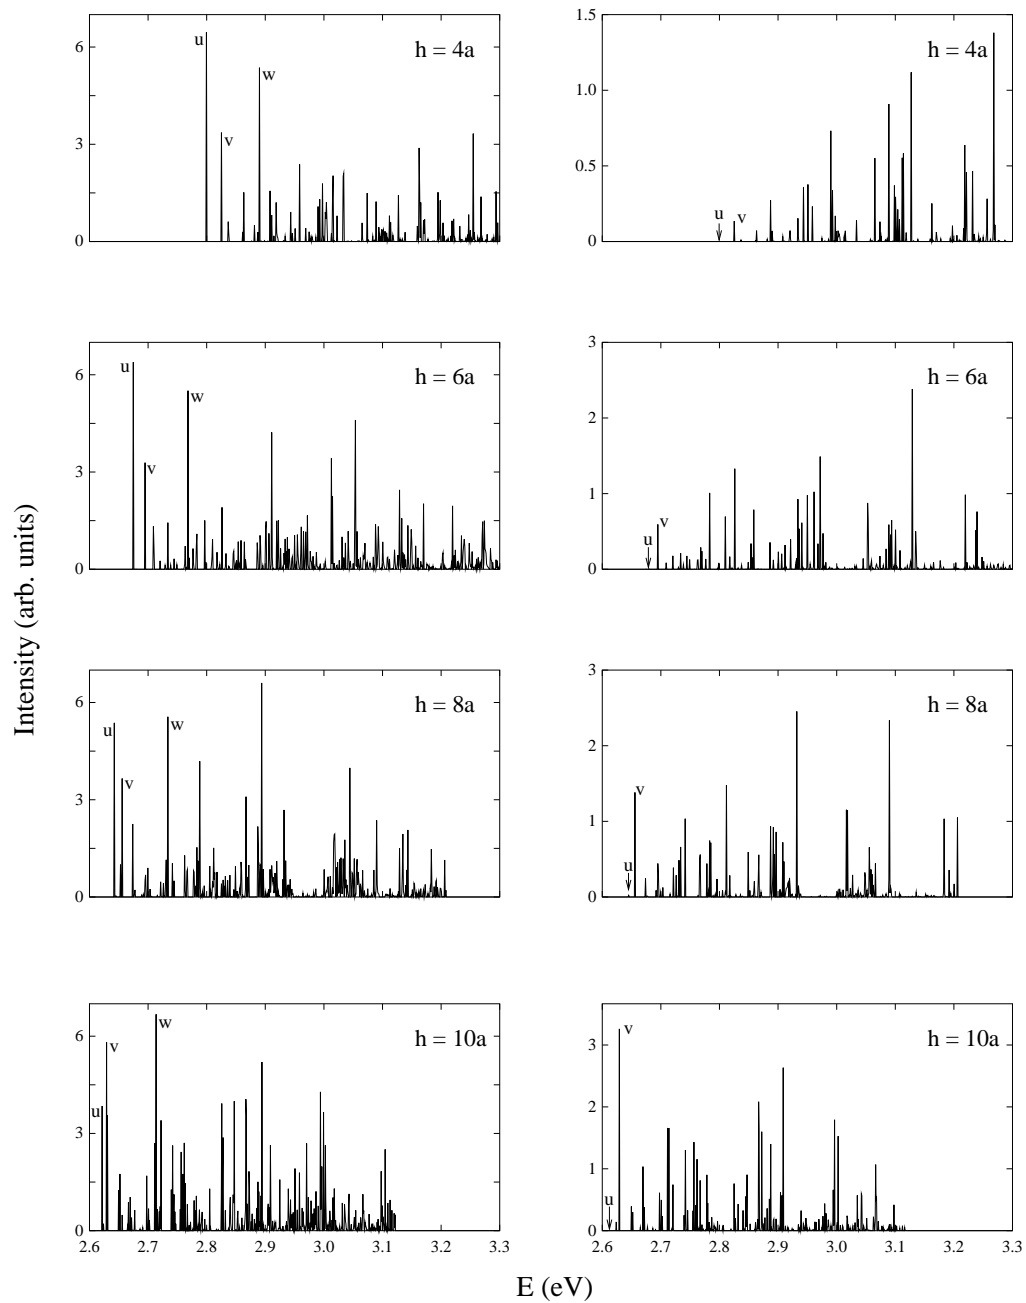 6
3
0
u
v
w
h = 4a
1.5
1.0
0.5
0
u
v
h = 4a
6
3
0
u
v
w
h = 6a
3
2
1
0
u
v
h = 6a
6
3
0
u
v
w
h = 8a
3
2
1
0
u
v
h = 8a
6
3
0
u
v
w
h = 10a
2.6 2.7 2.8 2.9 3.0 3.1 3.2 3.3
3
2
1
0
u
v
h = 10a
2.6 2.7 2.8 2.9 3.0 3.1 3.2 3.3
Intensity (arb. units)
E (eV)